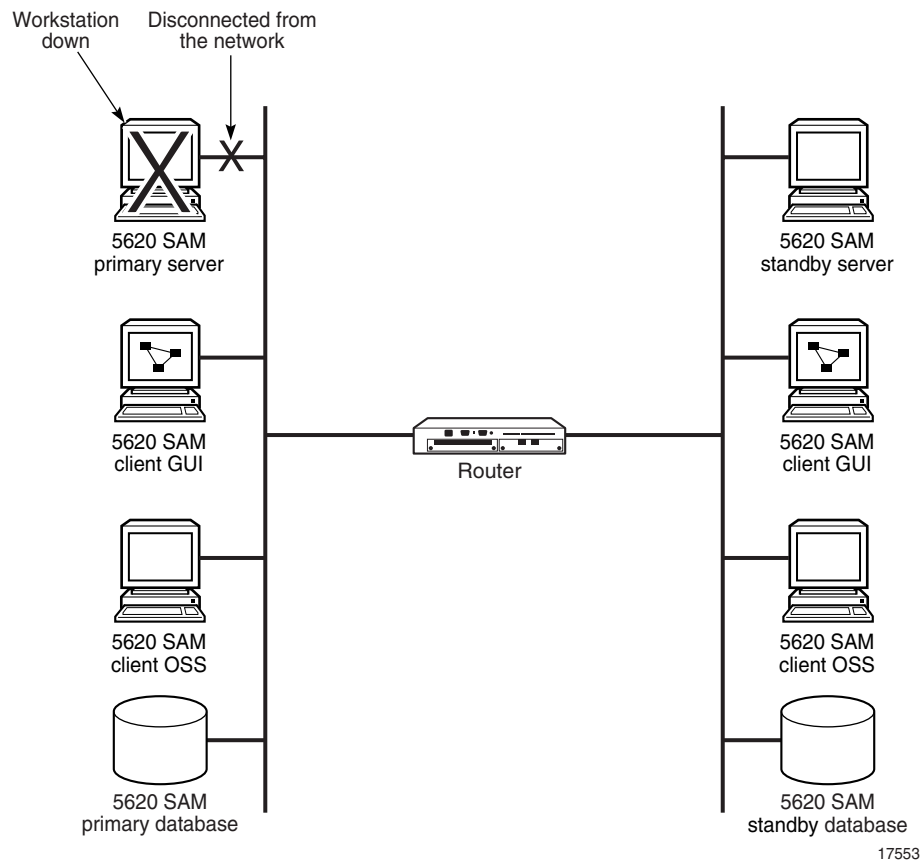 Workstation
down
Disconnected from
the network
5620 SAM
primary server
5620 SAM
standby server
5620 SAM
client GUI
Router
5620 SAM
client GUI
5620 SAM
client OSS
5620 SAM
client OSS
5620 SAM
primary database
5620 SAM
standby database
17553